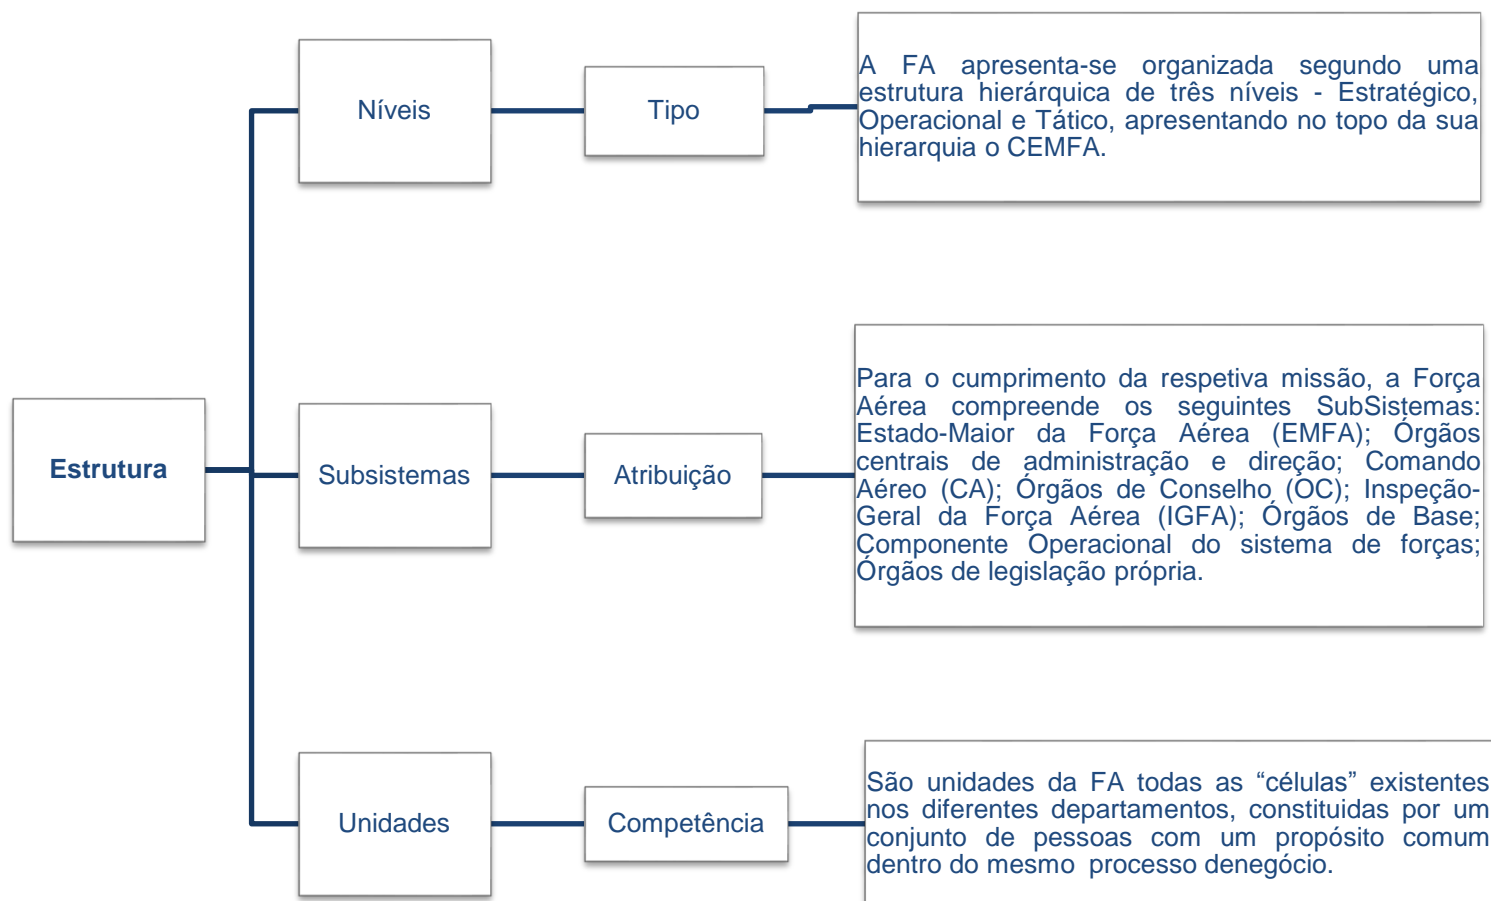 Estrutura
Níveis
Tipo
A FA apresenta-se organizada segundo uma
estrutura hierárquica de três níveis - Estratégico,
Operacional e Tático, apresentando no topo da sua
hierarquia o CEMFA.
Subsistemas
Atribuição
Para o cumprimento da respetiva missão, a Força
Aérea compreende os seguintes SubSistemas:
Estado-Maior da Força Aérea (EMFA); Órgãos
centrais de administração e direção; Comando
Aéreo (CA); Órgãos de Conselho (OC); Inspeção-
Geral da Força Aérea (IGFA); Órgãos de Base;
Componente Operacional do sistema de forças;
Órgãos de legislação própria.
Unidades
Competência
São unidades da FA todas as “células” existentes
nos diferentes departamentos, constituidas por um
conjunto de pessoas com um propósito comum
dentro do mesmo processo denegócio.